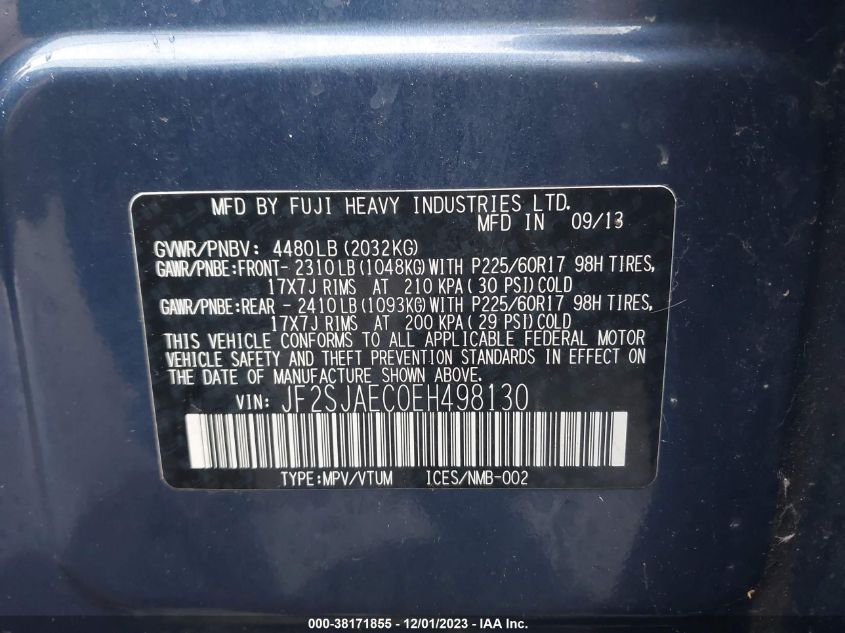 MFD BY FUJI HEAVY INDUSTRIES LTD.
MFD IN 09/13
GVWR/PNBV: 4480LB (2032KG)
GAWR/PNBE:FRONT- 2310LB (1048KG) WITH P225/60R17 98H TIRES,
17X7J RIMS AT 210 KPA ( 30 PSI) COLD
GAWR/PNBE:REAR - 2410LB (1093KG) WITH P225/60R17 98H TIRES,
17X7J RIMS AT 200 KPA ( 29 PSI) COLD
THIS VEHICLE CONFORMS TO ALL APPLICABLE FEDERAL MOTOR
VEHICLE SAFETY AND THEFT PREVENTION STANDARDS IN EFFECT ON
THE DATE OF MANUFACTURE SHOWN ABOVE.
VIN: JF2SJAEC0EH498130
TYPE:MPV/VTUM ICES/NMB-002
000-38171855 - 12/01/2023 - IAA Inc.